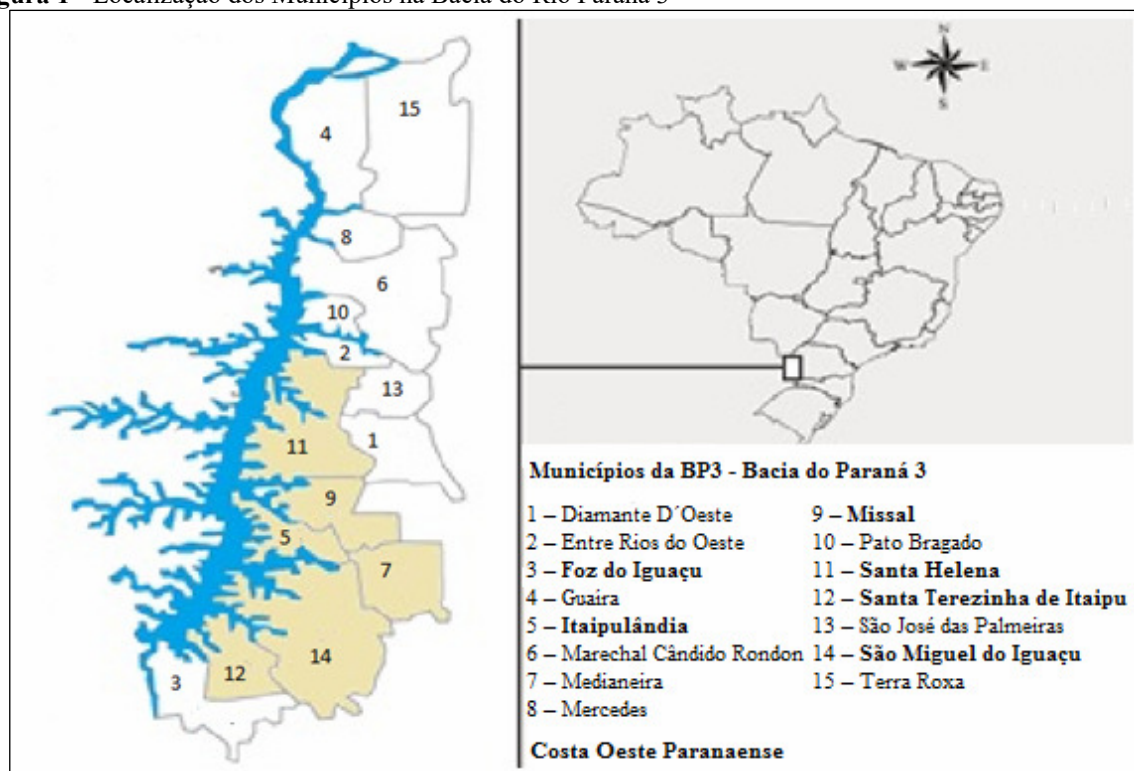 gura 1 - Localização dos Municípios na Bacia do Rio Paraná 3
N
W E
S
15
4
8
6
10
2
13
1
11
9
5
7
14
12
3
Municípios da BP3 - Bacia do Paraná 3
1 – Diamante D´Oeste
2 – Entre Rios do Oeste
3 – Foz do Iguaçu
4 – Guaira
5 – Itaipulândia
6 – Marechal Cândido Rondon
7 – Medianeira
8 – Mercedes
9 – Missal
10 – Pato Bragado
11 – Santa Helena
12 – Santa Terezinha de Itaipu
13 – São José das Palmeiras
14 – São Miguel do Iguaçu
15 – Terra Roxa
Costa Oeste Paranaense